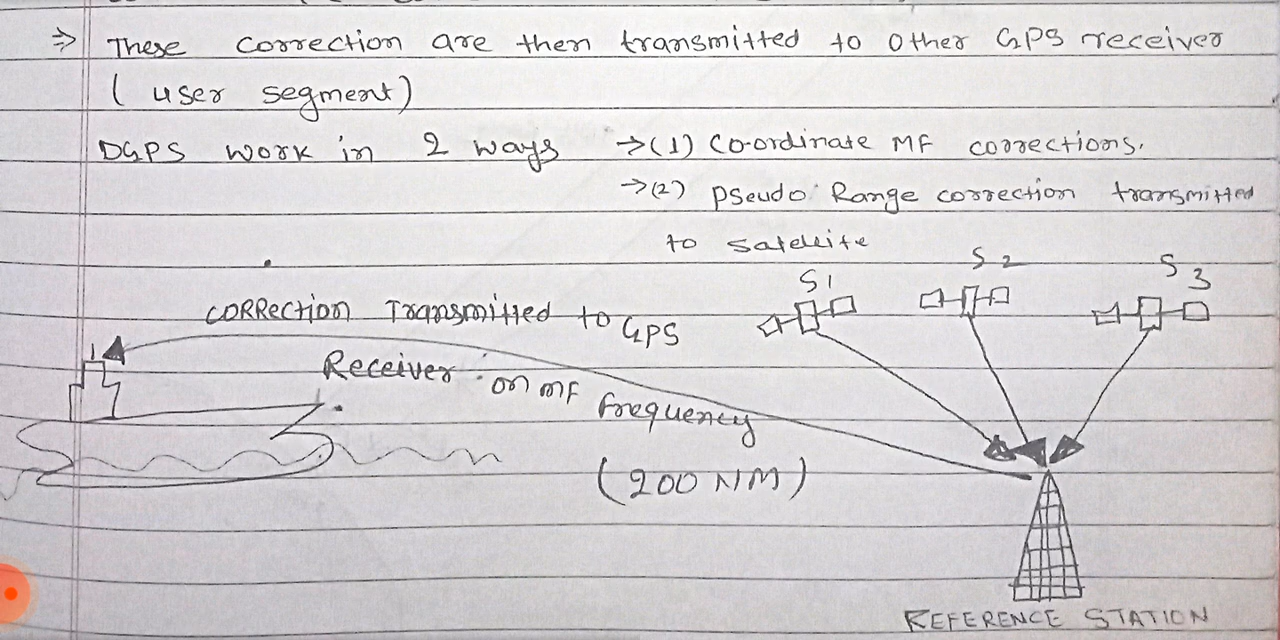 ⇒ These correction are then transmitted to other GPS receiver
(user segment)
DGPS work in 2 ways →(1) Co-ordinate MF corrections.
→(2) Pseudo Range correction transmitted
to satellite
S1
S2
S3
CORRection Transmitted to GPS
Receiver on MF frequency
(200 NM)
REFERENCE STATION